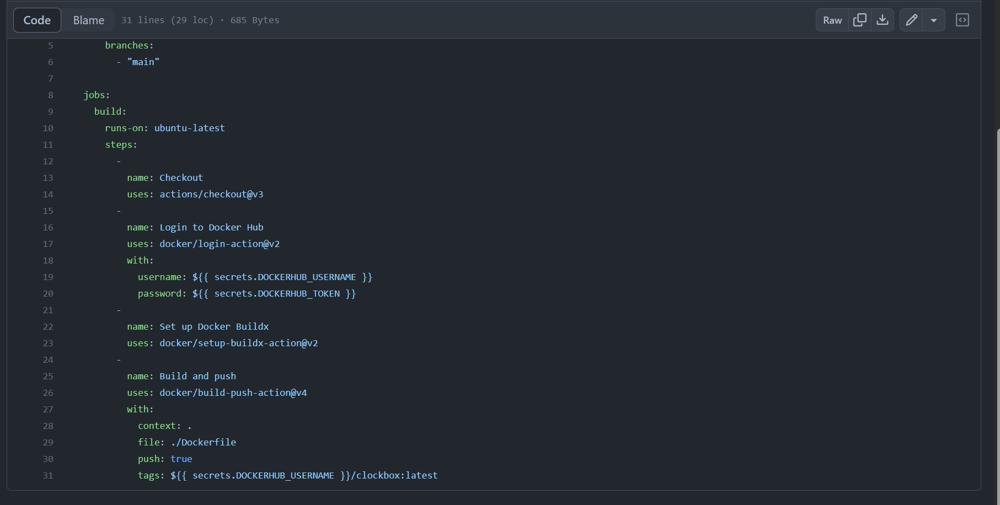 Code Blame 31 lines (29 loc) · 685 Bytes Raw
5 branches:
6 - "main"
7
8 jobs:
9 build:
10 runs-on: ubuntu-latest
11 steps:
12 -
13 name: Checkout
14 uses: actions/checkout@v3
15 -
16 name: Login to Docker Hub
17 uses: docker/login-action@v2
18 with:
19 username: ${{ secrets.DOCKERHUB_USERNAME }}
20 password: ${{ secrets.DOCKERHUB_TOKEN }}
21 -
22 name: Set up Docker Buildx
23 uses: docker/setup-buildx-action@v2
24 -
25 name: Build and push
26 uses: docker/build-push-action@v4
27 with:
28 context: .
29 file: ./Dockerfile
30 push: true
31 tags: ${{ secrets.DOCKERHUB_USERNAME }}/clockbox:latest